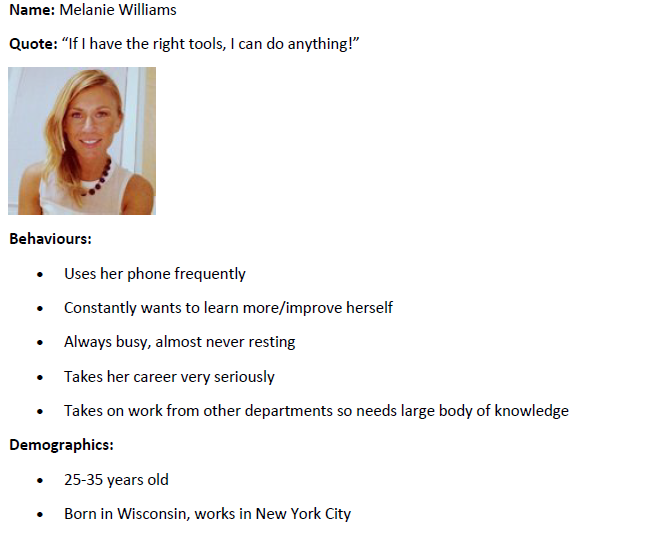 Name: Melanie Williams
Quote: “If I have the right tools, I can do anything!”
Behaviours:
• Uses her phone frequently
• Constantly wants to learn more/improve herself
• Always busy, almost never resting
• Takes her career very seriously
• Takes on work from other departments so needs large body of knowledge
Demographics:
• 25-35 years old
• Born in Wisconsin, works in New York City